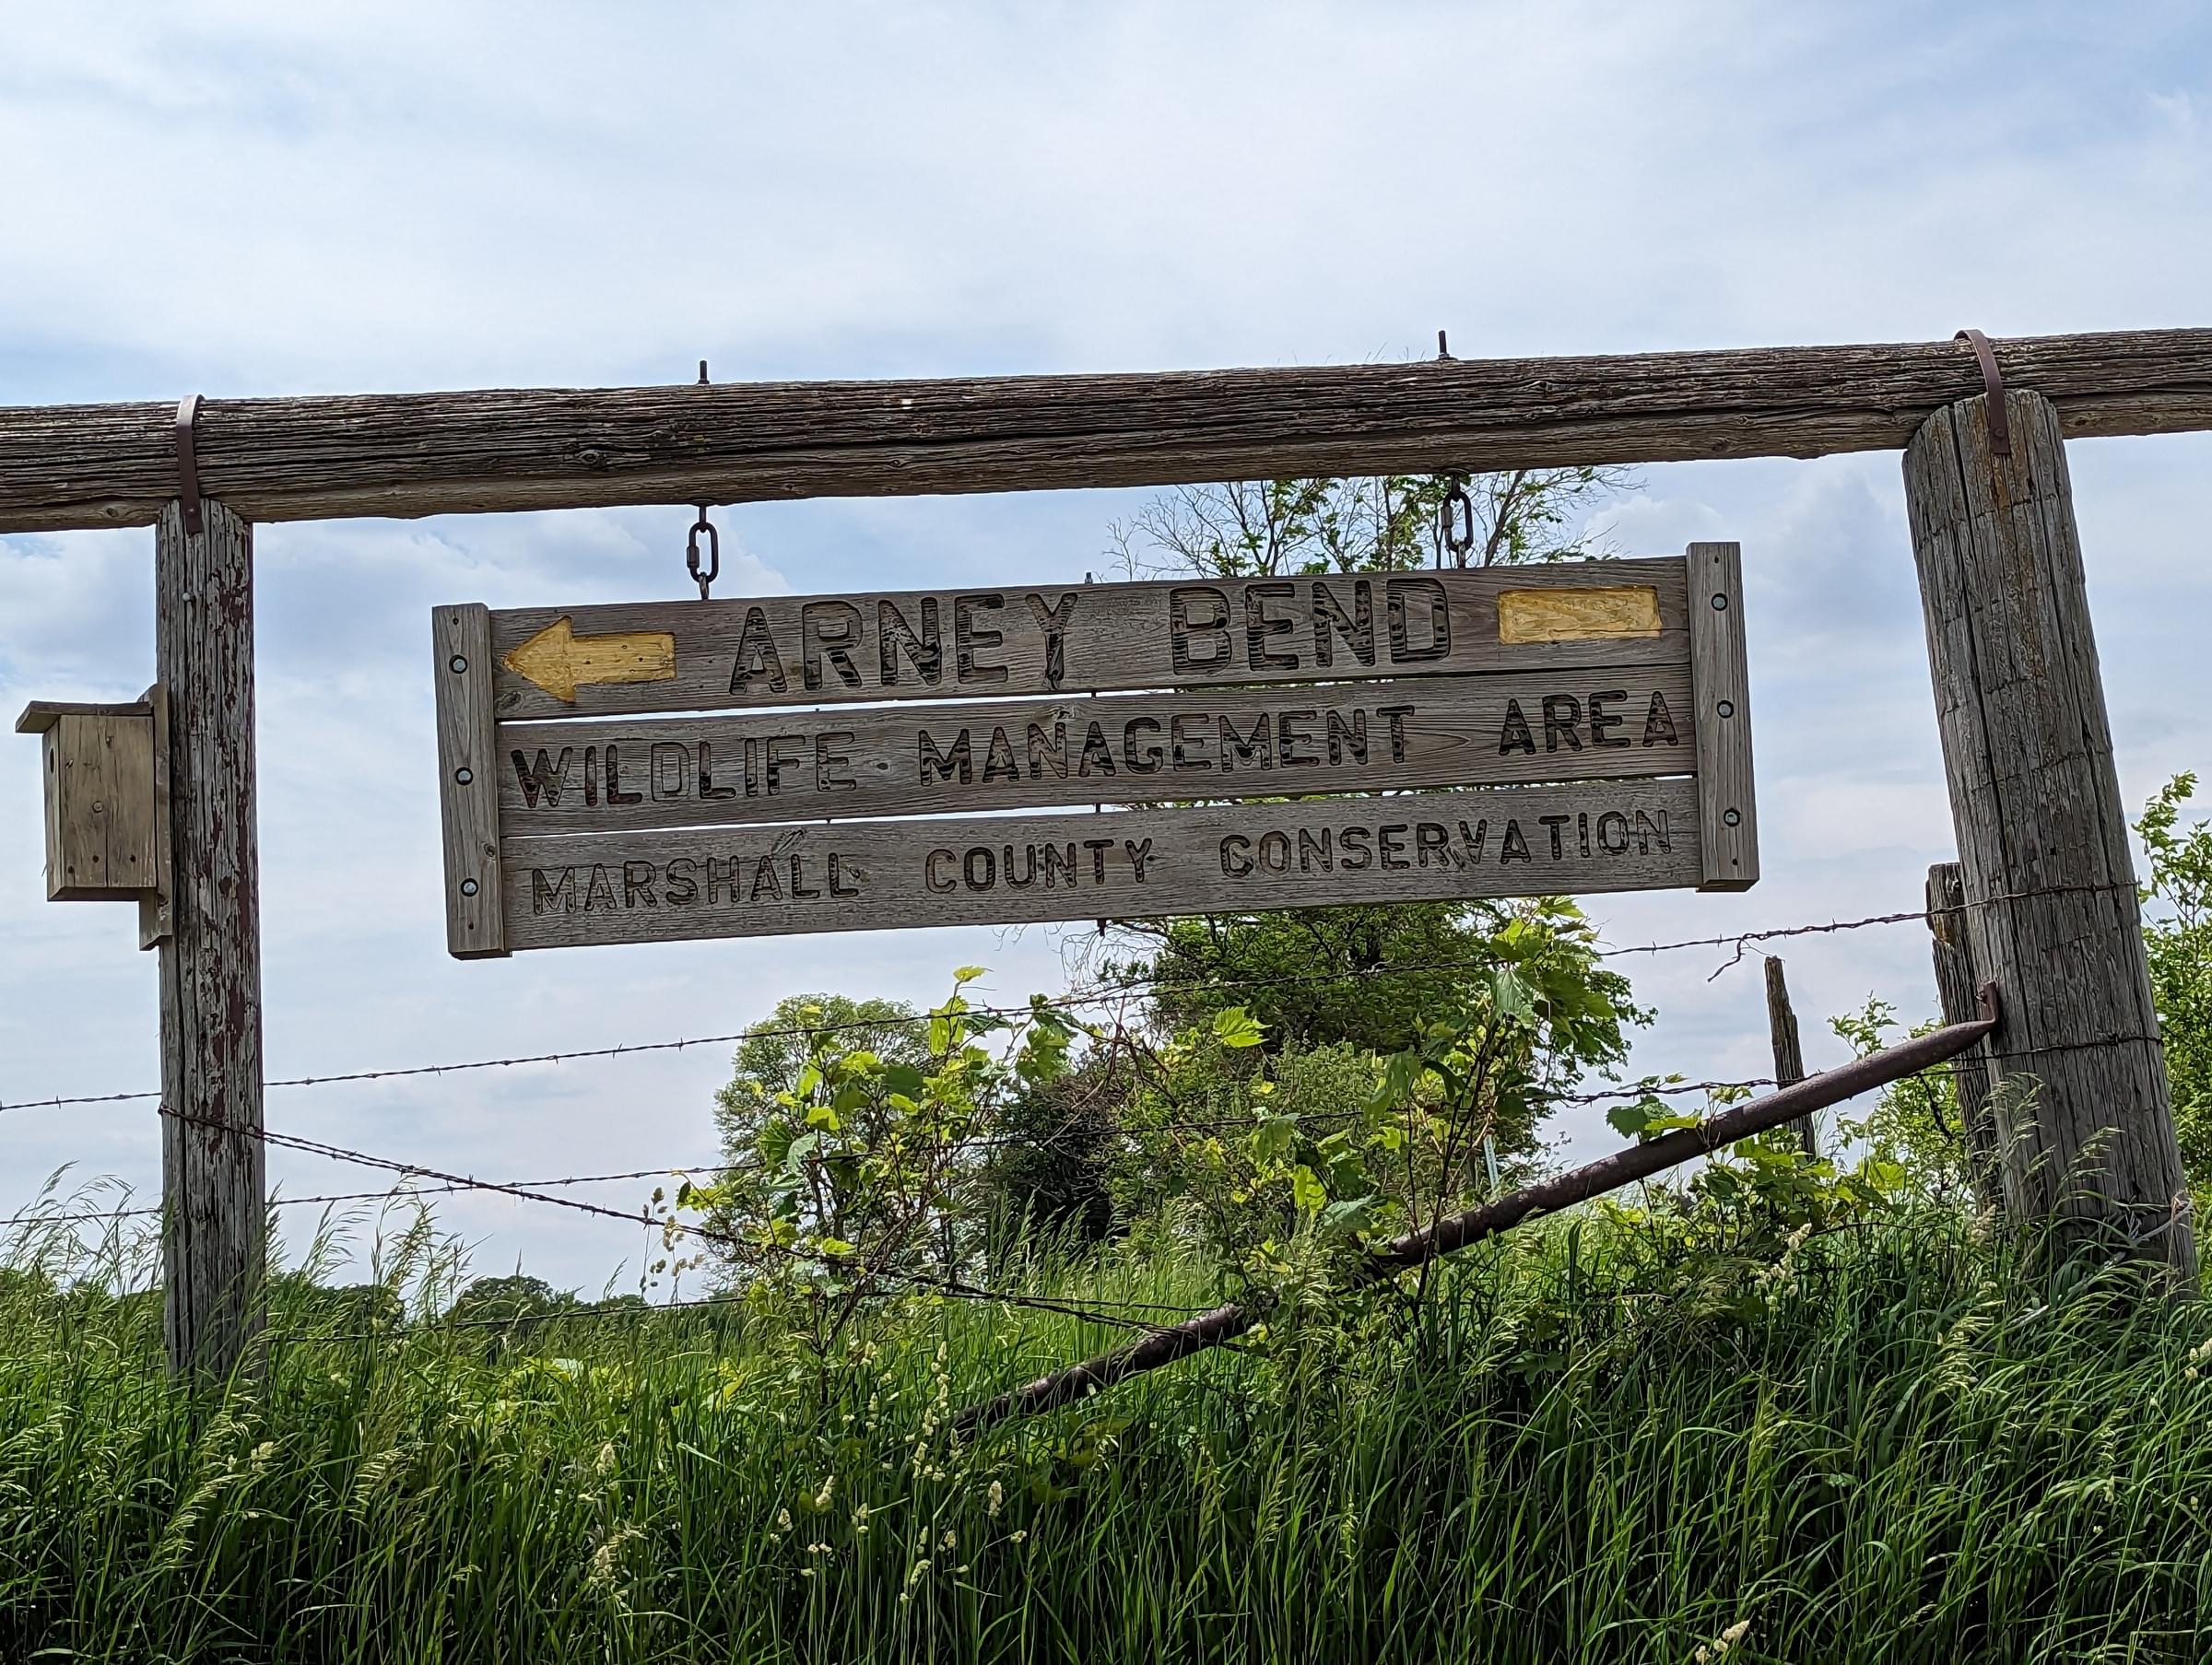 ARNEY BEND
WILDLIFE MANAGEMENT AREA
MARSHALL COUNTY CONSERVATION